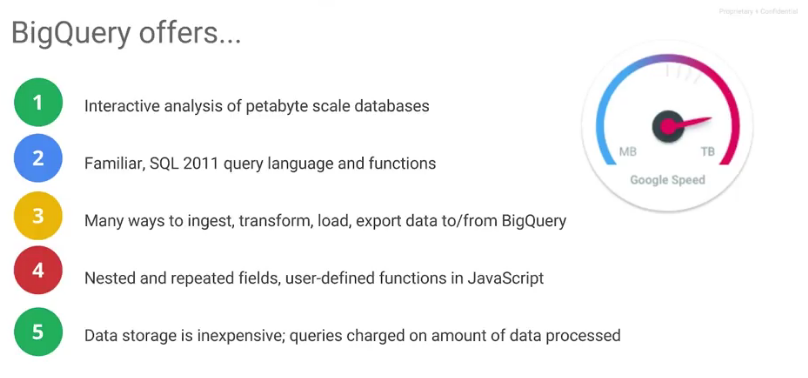 Proprietary + Confidential
BigQuery offers...
1 Interactive analysis of petabyte scale databases
2 Familiar, SQL 2011 query language and functions
3 Many ways to ingest, transform, load, export data to/from BigQuery
4 Nested and repeated fields, user-defined functions in JavaScript
5 Data storage is inexpensive; queries charged on amount of data processed
MB TB
Google Speed